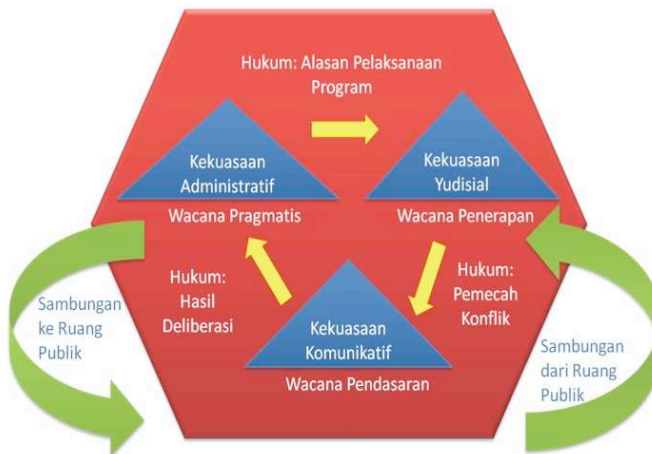 Hukum: Alasan Pelaksanaan
Program
Kekuasaan
Administratif
Kekuasaan
Yudisial
Wacana Pragmatis
Wacana Penerapan
Hukum:
Hasil
Deliberasi
Hukum:
Pemecah
Konflik
Sambungan
ke Ruang
Publik
Kekuasaan
Komunikatif
Wacana Pendasaran
Sambungan
dari Ruang
Publik